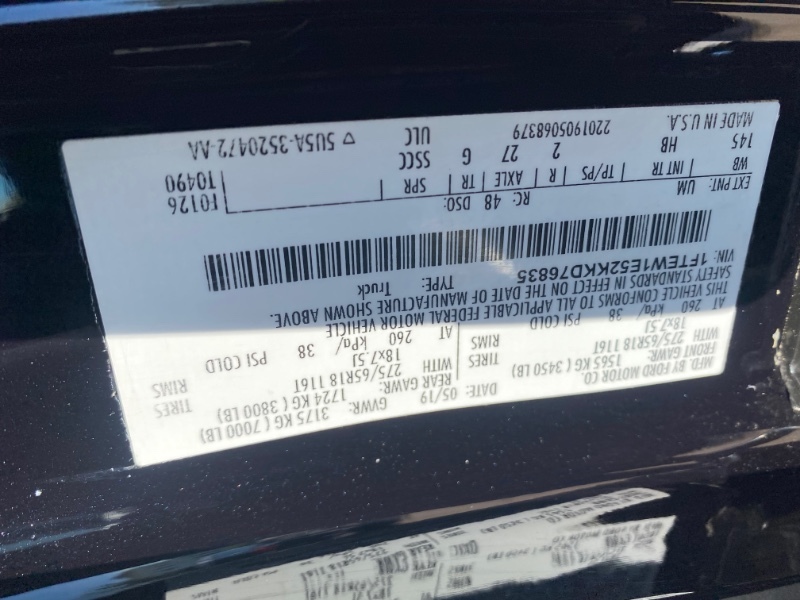 MFD. BY FORD MOTOR CO.
DATE: 05/19 GVWR: 3175 KG ( 7000 LB)
FRONT GAWR: 1565 KG ( 3450 LB) REAR GAWR: 1724 KG ( 3800 LB)
WITH 275/65R18 116T TIRES WITH 275/65R18 116T TIRES
18x7.5J RIMS 18x7.5J RIMS
AT 260 kPa/ 38 PSI COLD AT 260 kPa/ 38 PSI COLD
THIS VEHICLE CONFORMS TO ALL APPLICABLE FEDERAL MOTOR VEHICLE
SAFETY STANDARDS IN EFFECT ON THE DATE OF MANUFACTURE SHOWN ABOVE.
VIN: 1FTEW1E52KKD76835 TYPE: Truck
F0126
T0490
EXT PNT: UM RC: 48 DSO:
WB INT TR TP/PS R AXLE TR SPR
145 HB 2 27 G SSCC
MADE IN U.S.A. 2201905068379 ULC ▽ 5U5A-3520472-AA